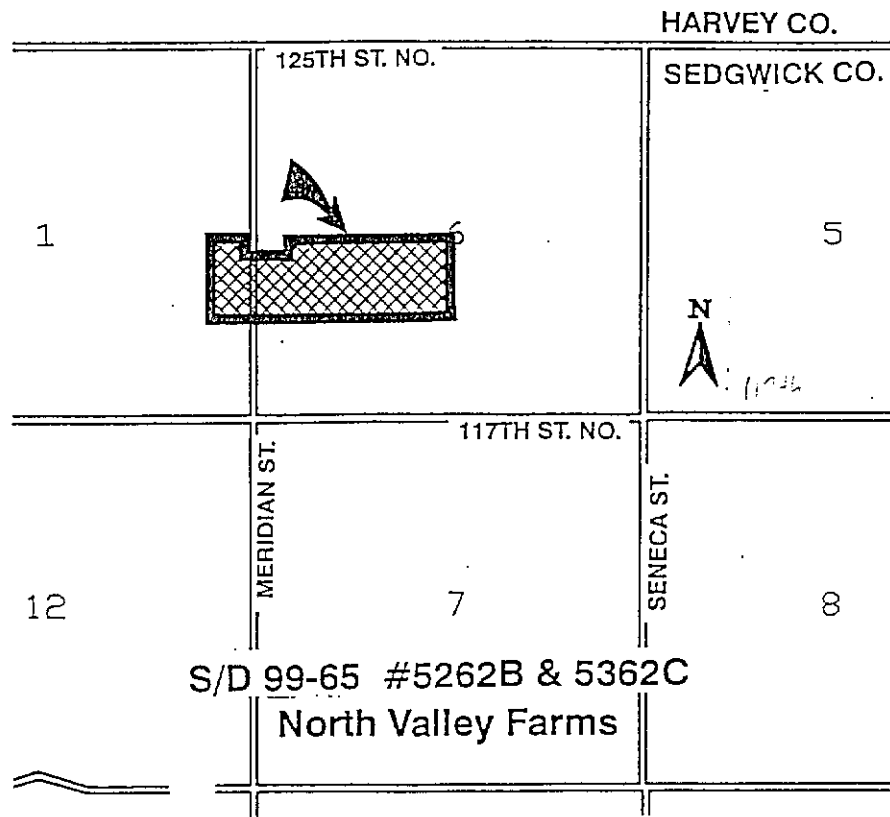 HARVEY CO.
125TH ST. NO.
SEDGWICK CO.
1
6
5
N
117TH ST. NO.
MERIDIAN ST.
SENECA ST.
12
7
8
S/D 99-65 #5262B & 5362C
North Valley Farms